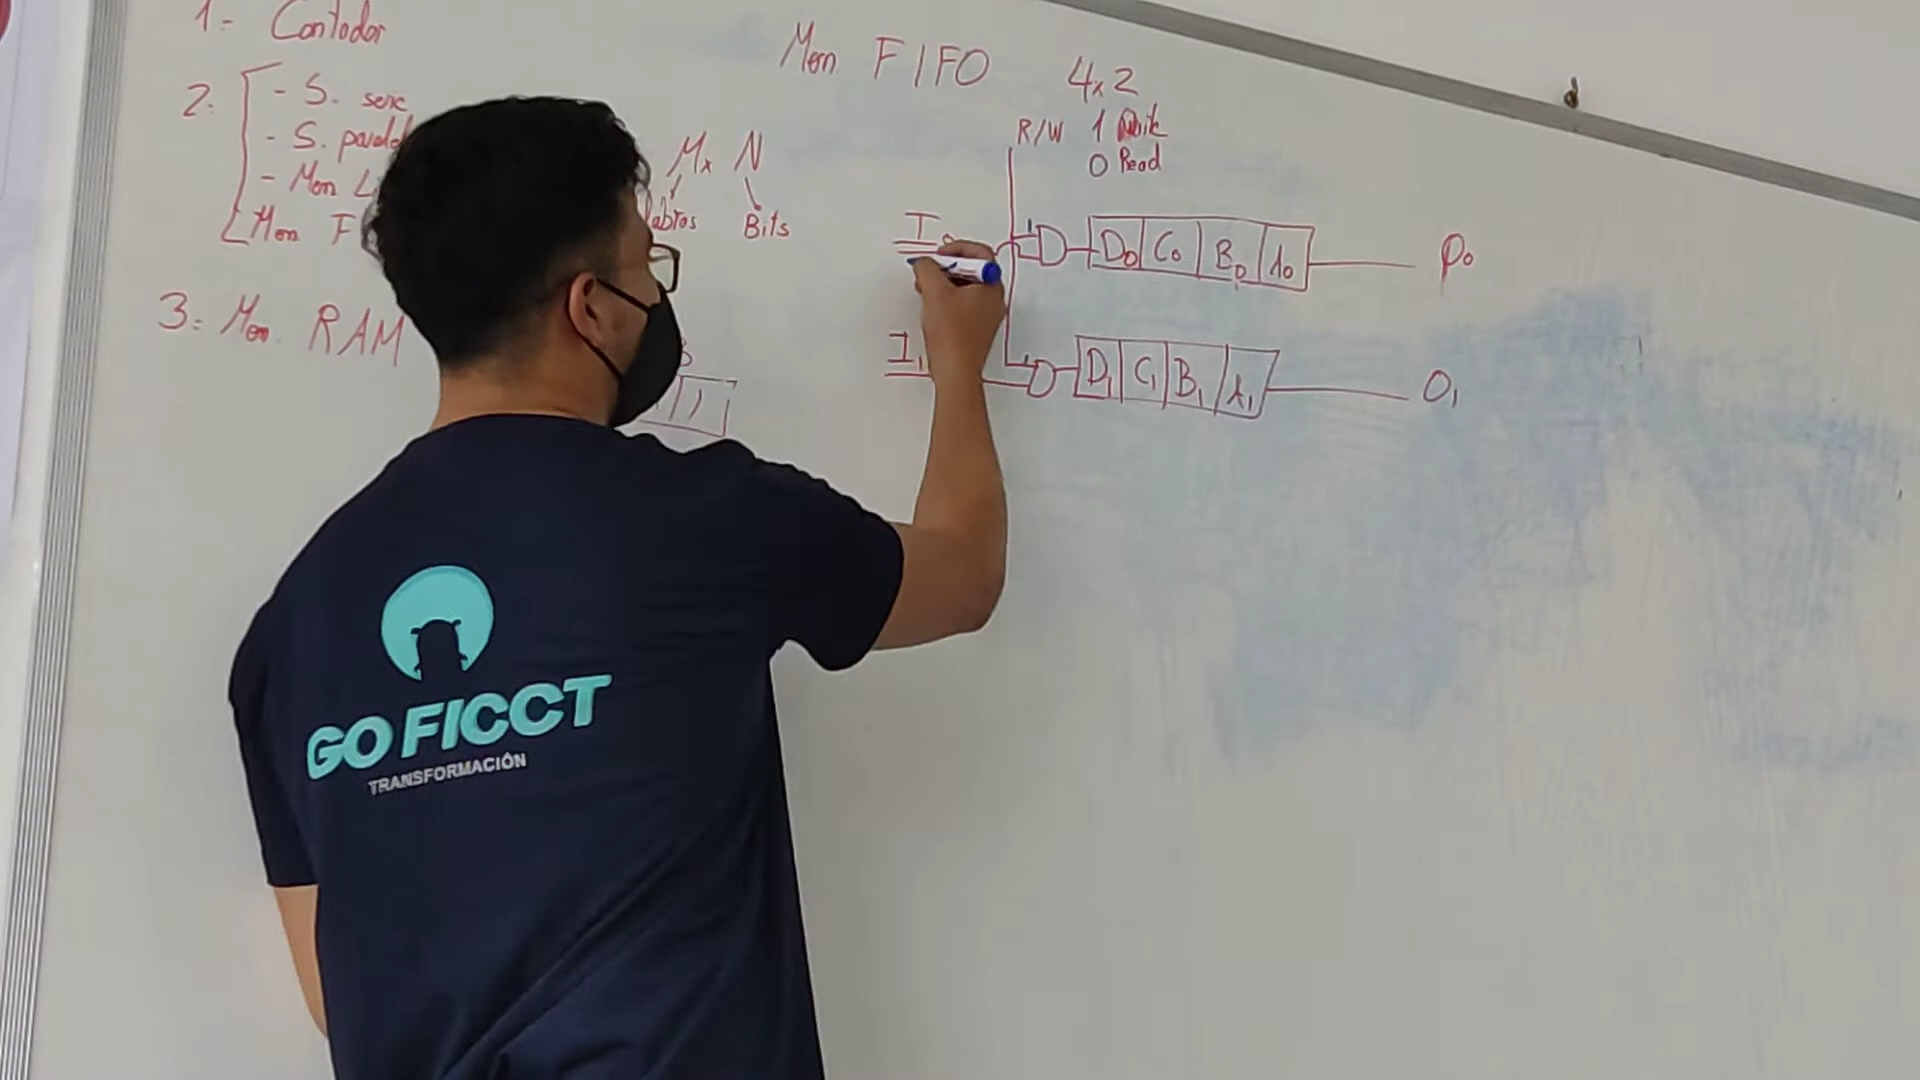 1.- Contador
2.
- S. serie
- S. paralel
- Mem L
Mem F
3.- Mem. RAM
M x N
labras Bits
Mem FIFO 4x2
R/W 1 Write
0 Read
I0 D0 C0 B0 A0 O0
I1 D1 C1 B1 A1 O1
GO FICCT
TRANSFORMACIÓN